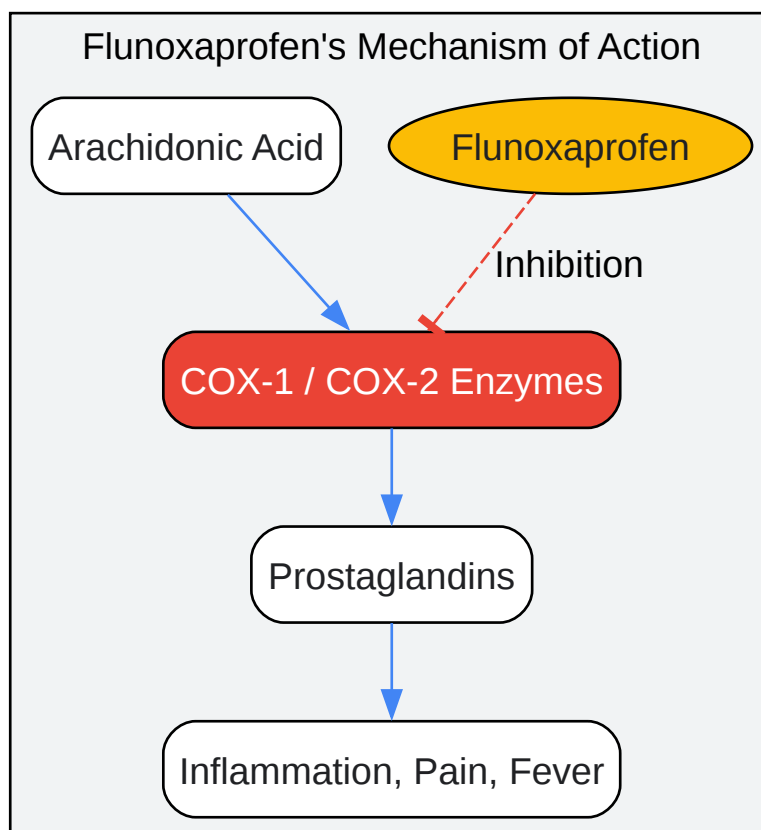 Flunoxaprofen's Mechanism of Action
Arachidonic Acid
Flunoxaprofen
Inhibition
COX-1 / COX-2 Enzymes
Prostaglandins
Inflammation, Pain, Fever